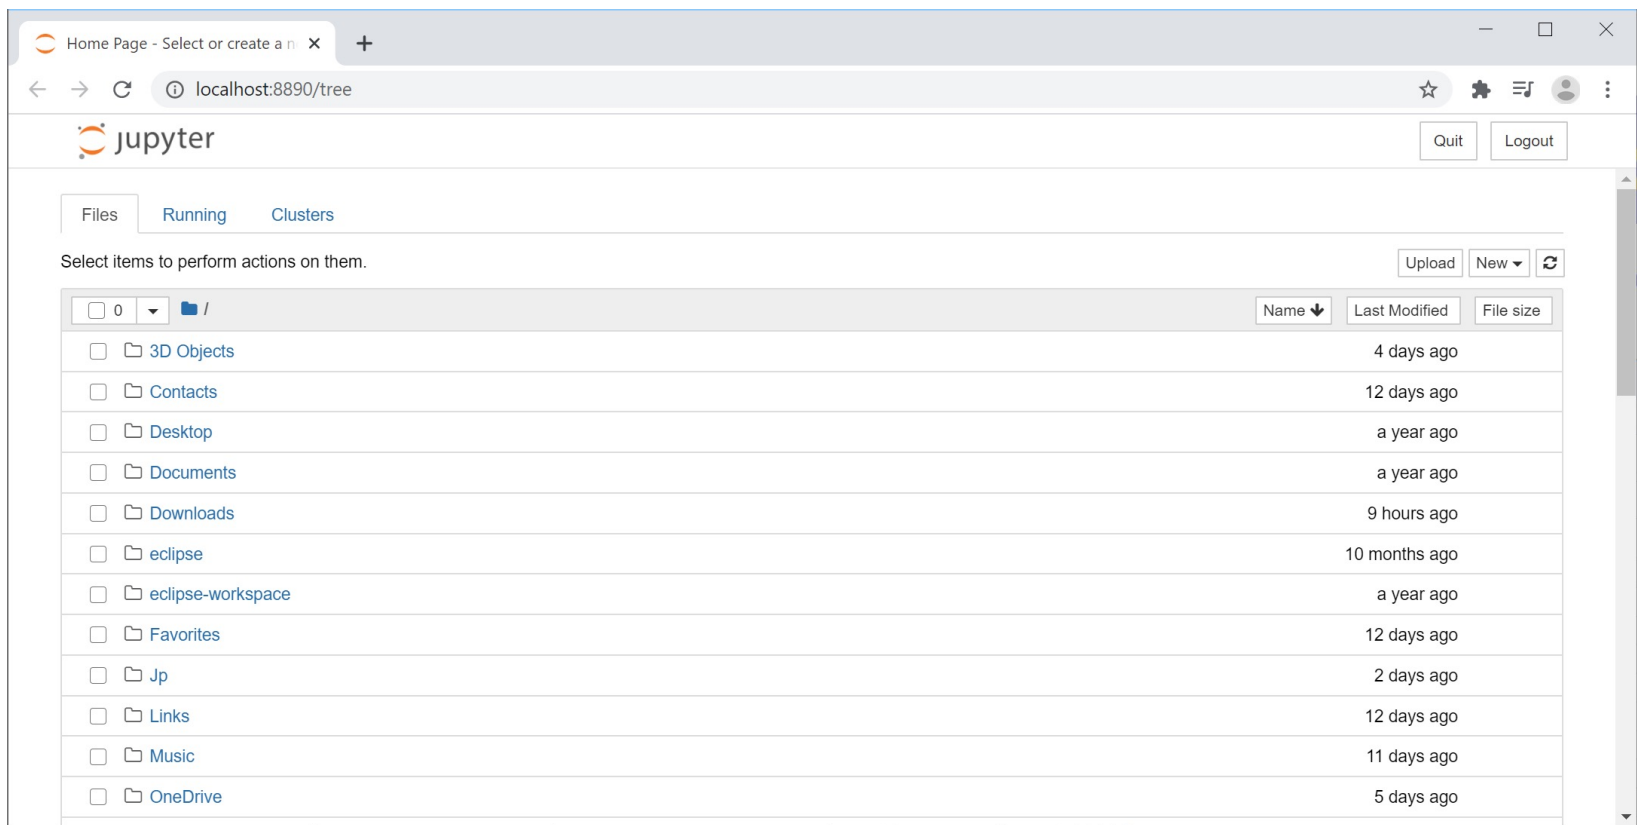 Home Page - Select or create a n
localhost:8890/tree
jupyter
Quit Logout
Files Running Clusters
Select items to perform actions on them.
Upload New
0 / Name Last Modified File size
3D Objects 4 days ago
Contacts 12 days ago
Desktop a year ago
Documents a year ago
Downloads 9 hours ago
eclipse 10 months ago
eclipse-workspace a year ago
Favorites 12 days ago
Jp 2 days ago
Links 12 days ago
Music 11 days ago
OneDrive 5 days ago